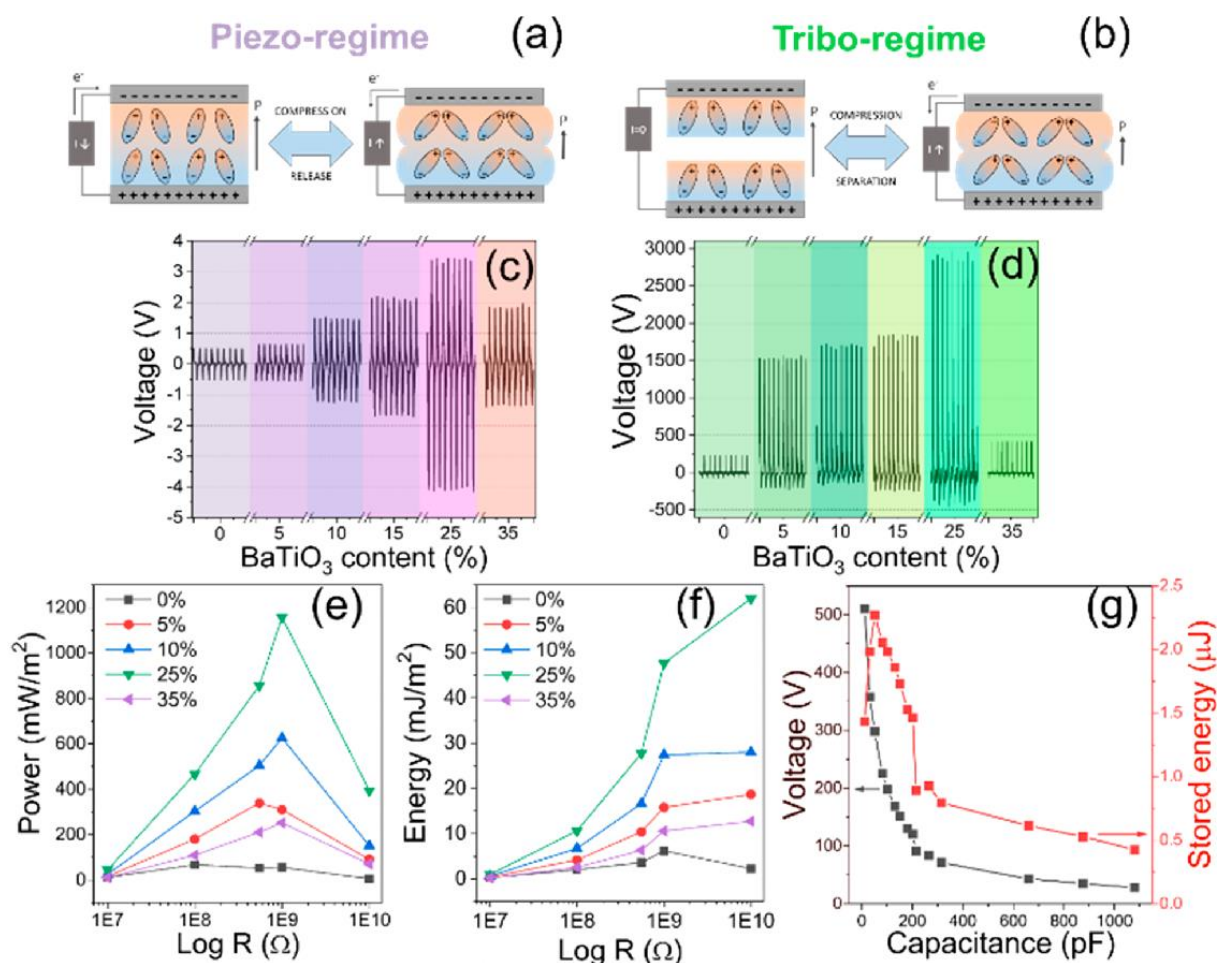 Piezo-regime (a)
Tribo-regime (b)
e⁻
COMPRESSION
RELEASE
I ↓
P
e⁻
I ↑
P
I=0
P
COMPRESSION
SEPARATION
e⁻
I ↑
P
(c)
4
3
2
1
0
-1
-2
-3
-4
-5
Voltage (V)
0 5 10 15 25 35
BaTiO₃ content (%)
(d)
3000
2500
2000
1500
1000
500
0
-500
Voltage (V)
0 5 10 15 25 35
BaTiO₃ content (%)
(e)
0%
5%
10%
25%
35%
1200
1000
800
600
400
200
0
Power (mW/m²)
1E7 1E8 1E9 1E10
Log R (Ω)
(f)
0%
5%
10%
25%
35%
60
50
40
30
20
10
0
Energy (mJ/m²)
1E7 1E8 1E9 1E10
Log R (Ω)
(g)
500
400
300
200
100
0
Voltage (V)
2.5
2.0
1.5
1.0
0.5
0.0
Stored energy (μJ)
0 200 400 600 800 1000
Capacitance (pF)